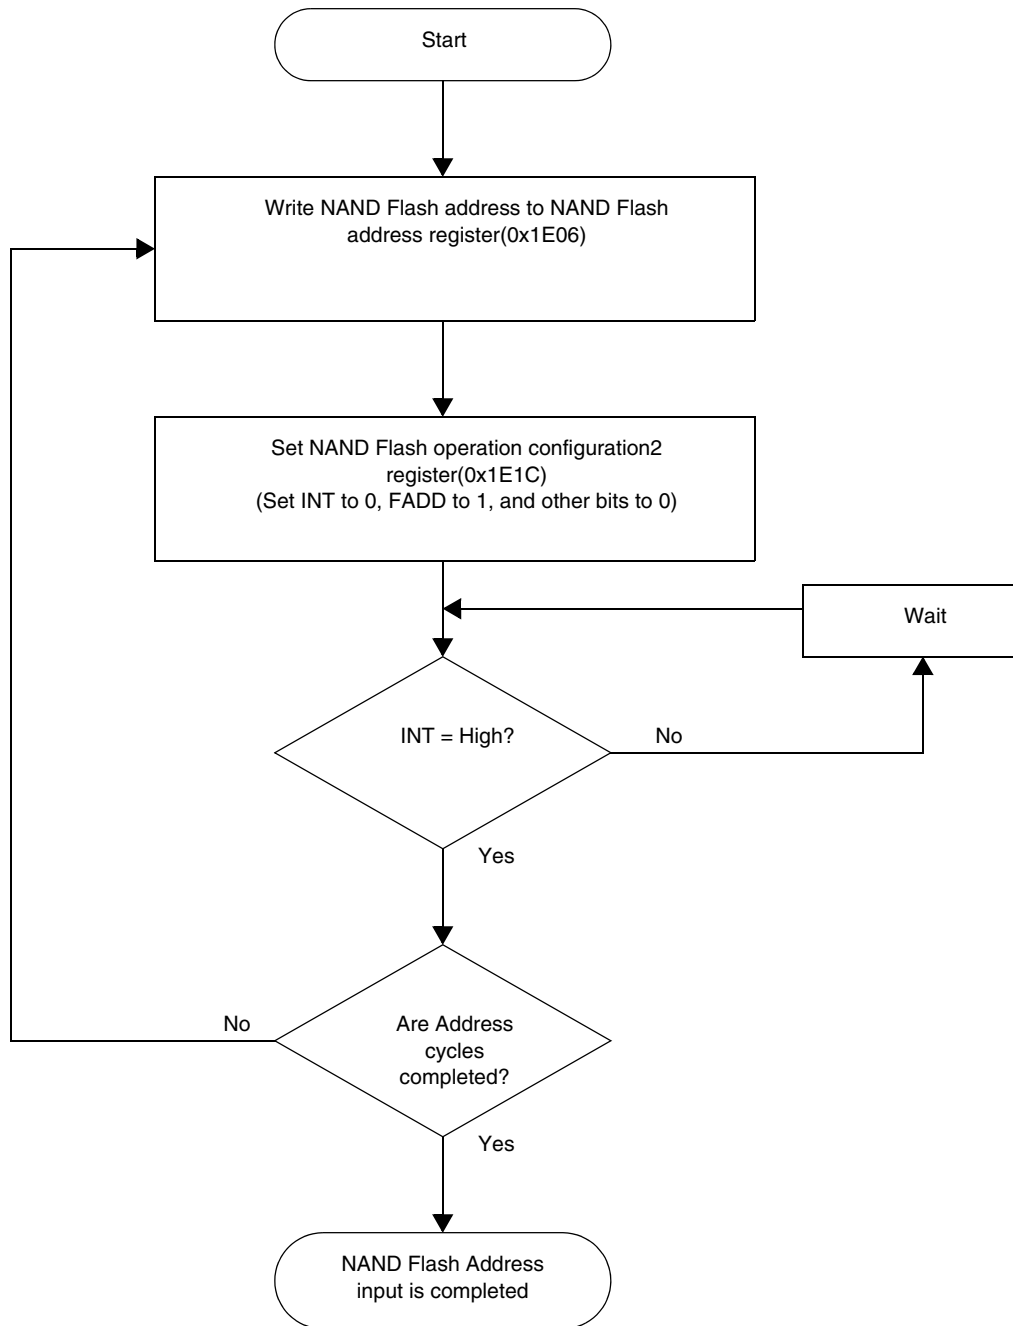 Start
Write NAND Flash address to NAND Flash
address register(0x1E06)
Set NAND Flash operation configuration2
register(0x1E1C)
(Set INT to 0, FADD to 1, and other bits to 0)
Wait
INT = High?
No
Yes
No
Are Address
cycles
completed?
Yes
NAND Flash Address
input is completed